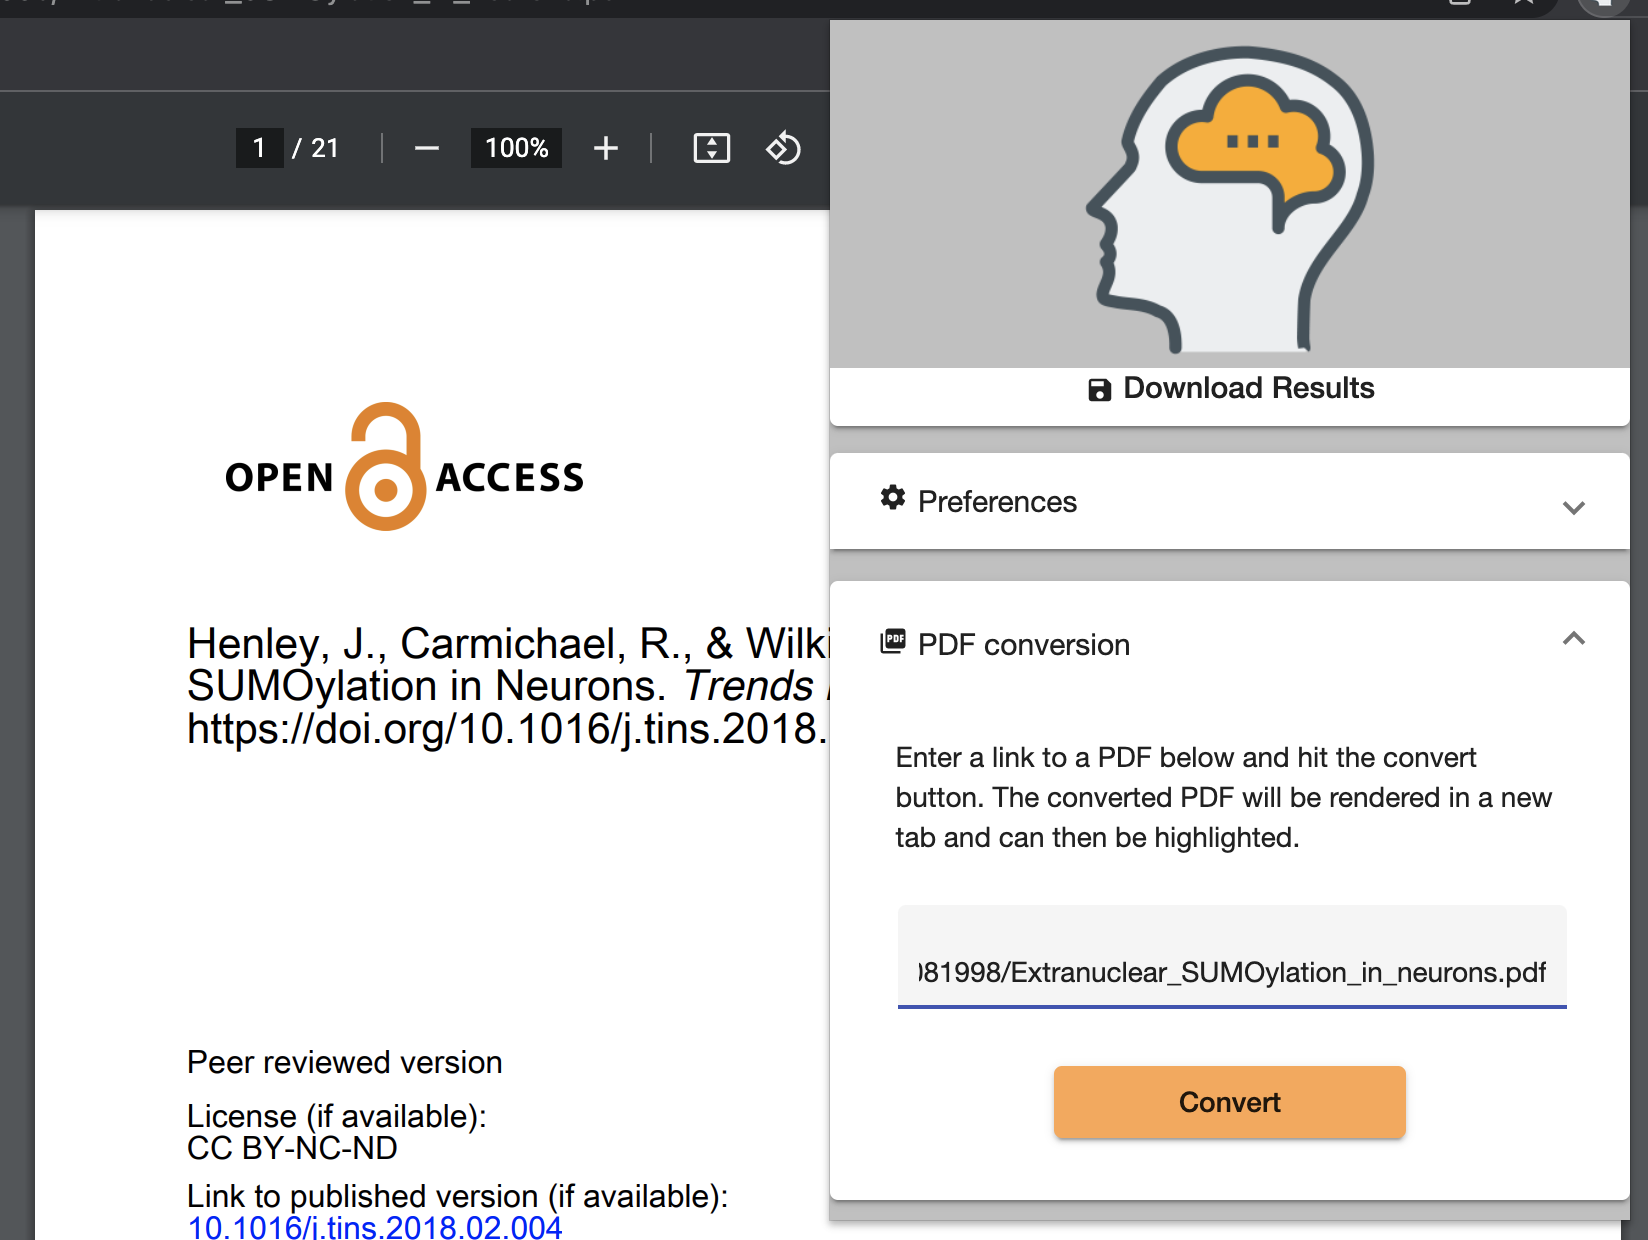 1 / 21
100%
OPEN ACCESS
Henley, J., Carmichael, R., &
SUMOylation in Neurons. Trends
https://doi.org/10.1016/j.tins.2018.
Peer reviewed version
License (if available):
CC BY-NC-ND
Link to published version (if available):
10.1016/j.tins.2018.02.004
Download Results
Preferences
PDF
PDF conversion
Enter a link to a PDF below and hit the convert
button. The converted PDF will be rendered in a new
tab and can then be highlighted.
81998/Extranuclear_SUMOylation_in_neurons.pdf
Convert